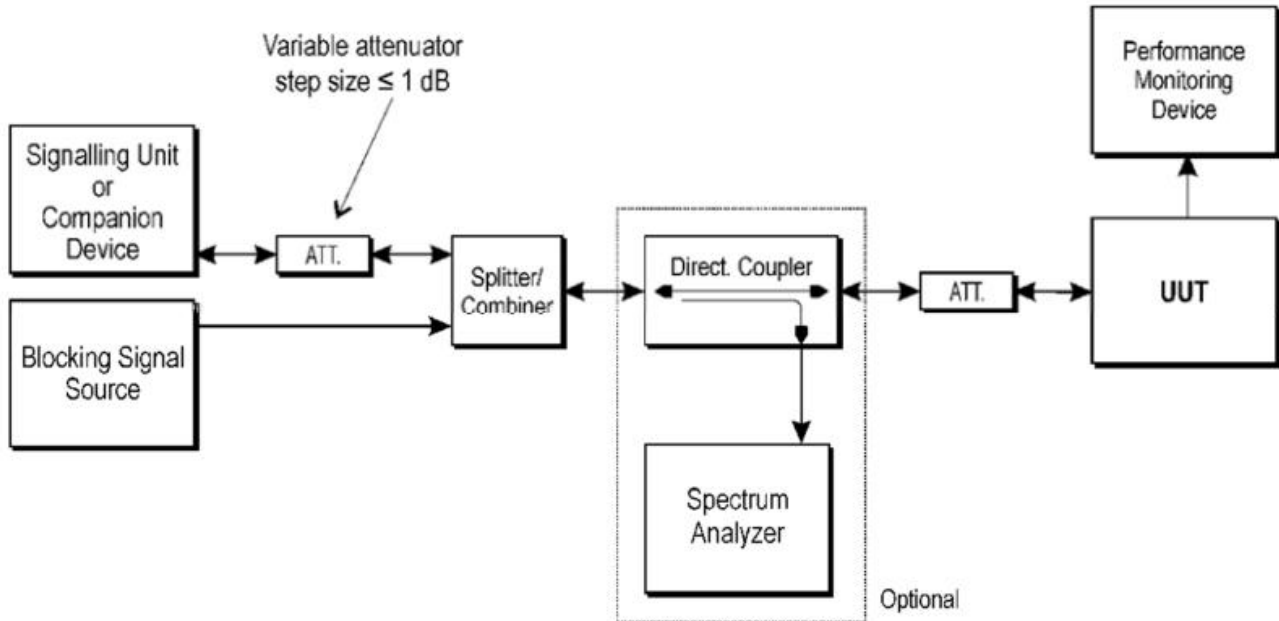 Variable attenuator
step size ≤ 1 dB
Signalling Unit
or
Companion
Device
ATT.
Splitter/
Combiner
Blocking Signal
Source
Direct. Coupler
Spectrum
Analyzer
Optional
ATT.
UUT
Performance
Monitoring
Device